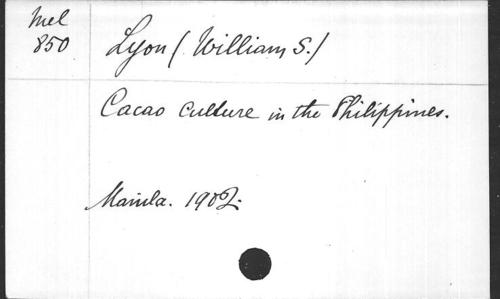 Mel
850
Lyon (William S.)
Cacao culture in the Philippines.
Manila. 1902.